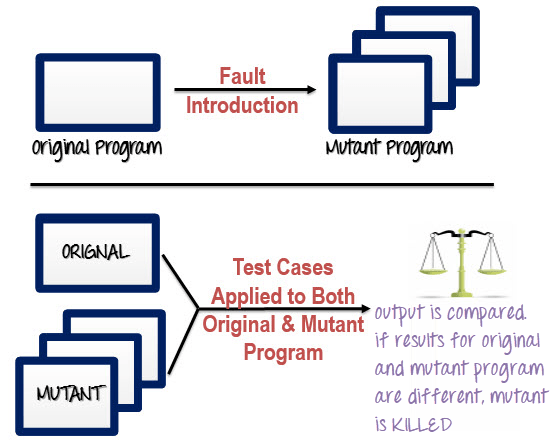 Fault
Introduction
Original Program
Mutant Program
ORIGNAL
MUTANT
Test Cases
Applied to Both
Original & Mutant
Program
output is compared.
if results for original
and mutant program
are different, mutant
is KILLED